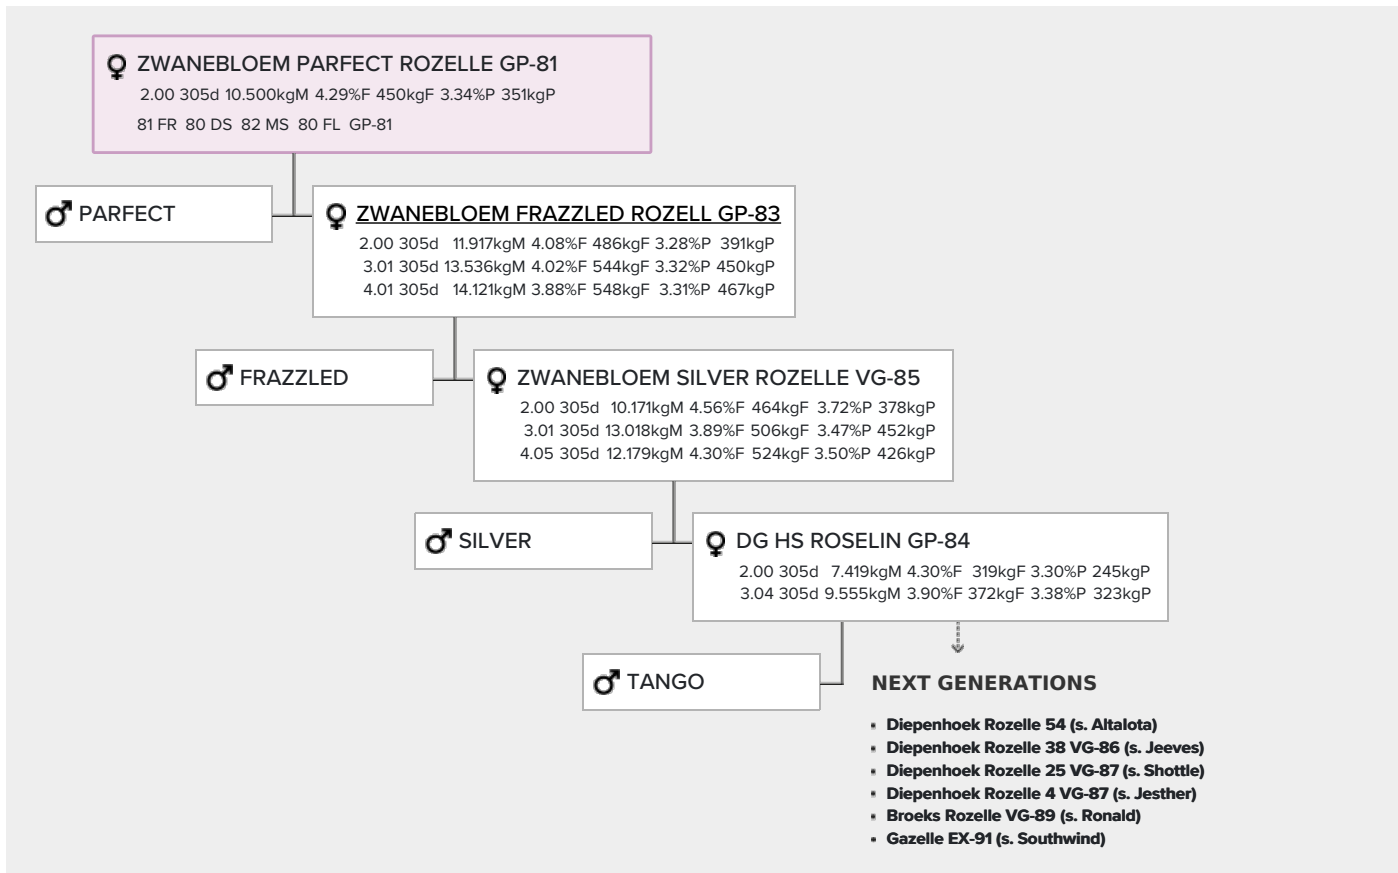 ZWANEBLOEM PARFECT ROZELLE GP-81
2.00 305d 10.500kgM 4.29%F 450kgF 3.34%P 351kgP
81 FR 80 DS 82 MS 80 FL GP-81
PARFECT
ZWANEBLOEM FRAZZLED ROZELL GP-83
2.00 305d 11.917kgM 4.08%F 486kgF 3.28%P 391kgP
3.01 305d 13.536kgM 4.02%F 544kgF 3.32%P 450kgP
4.01 305d 14.121kgM 3.88%F 548kgF 3.31%P 467kgP
FRAZZLED
ZWANEBLOEM SILVER ROZELLE VG-85
2.00 305d 10.171kgM 4.56%F 464kgF 3.72%P 378kgP
3.01 305d 13.018kgM 3.89%F 506kgF 3.47%P 452kgP
4.05 305d 12.179kgM 4.30%F 524kgF 3.50%P 426kgP
SILVER
DG HS ROSELIN GP-84
2.00 305d 7.419kgM 4.30%F 319kgF 3.30%P 245kgP
3.04 305d 9.555kgM 3.90%F 372kgF 3.38%P 323kgP
TANGO
NEXT GENERATIONS
▪ Diepenhoek Rozelle 54 (s. Altalota)
▪ Diepenhoek Rozelle 38 VG-86 (s. Jeeves)
▪ Diepenhoek Rozelle 25 VG-87 (s. Shottle)
▪ Diepenhoek Rozelle 4 VG-87 (s. Jesther)
▪ Broeks Rozelle VG-89 (s. Ronald)
▪ Gazelle EX-91 (s. Southwind)